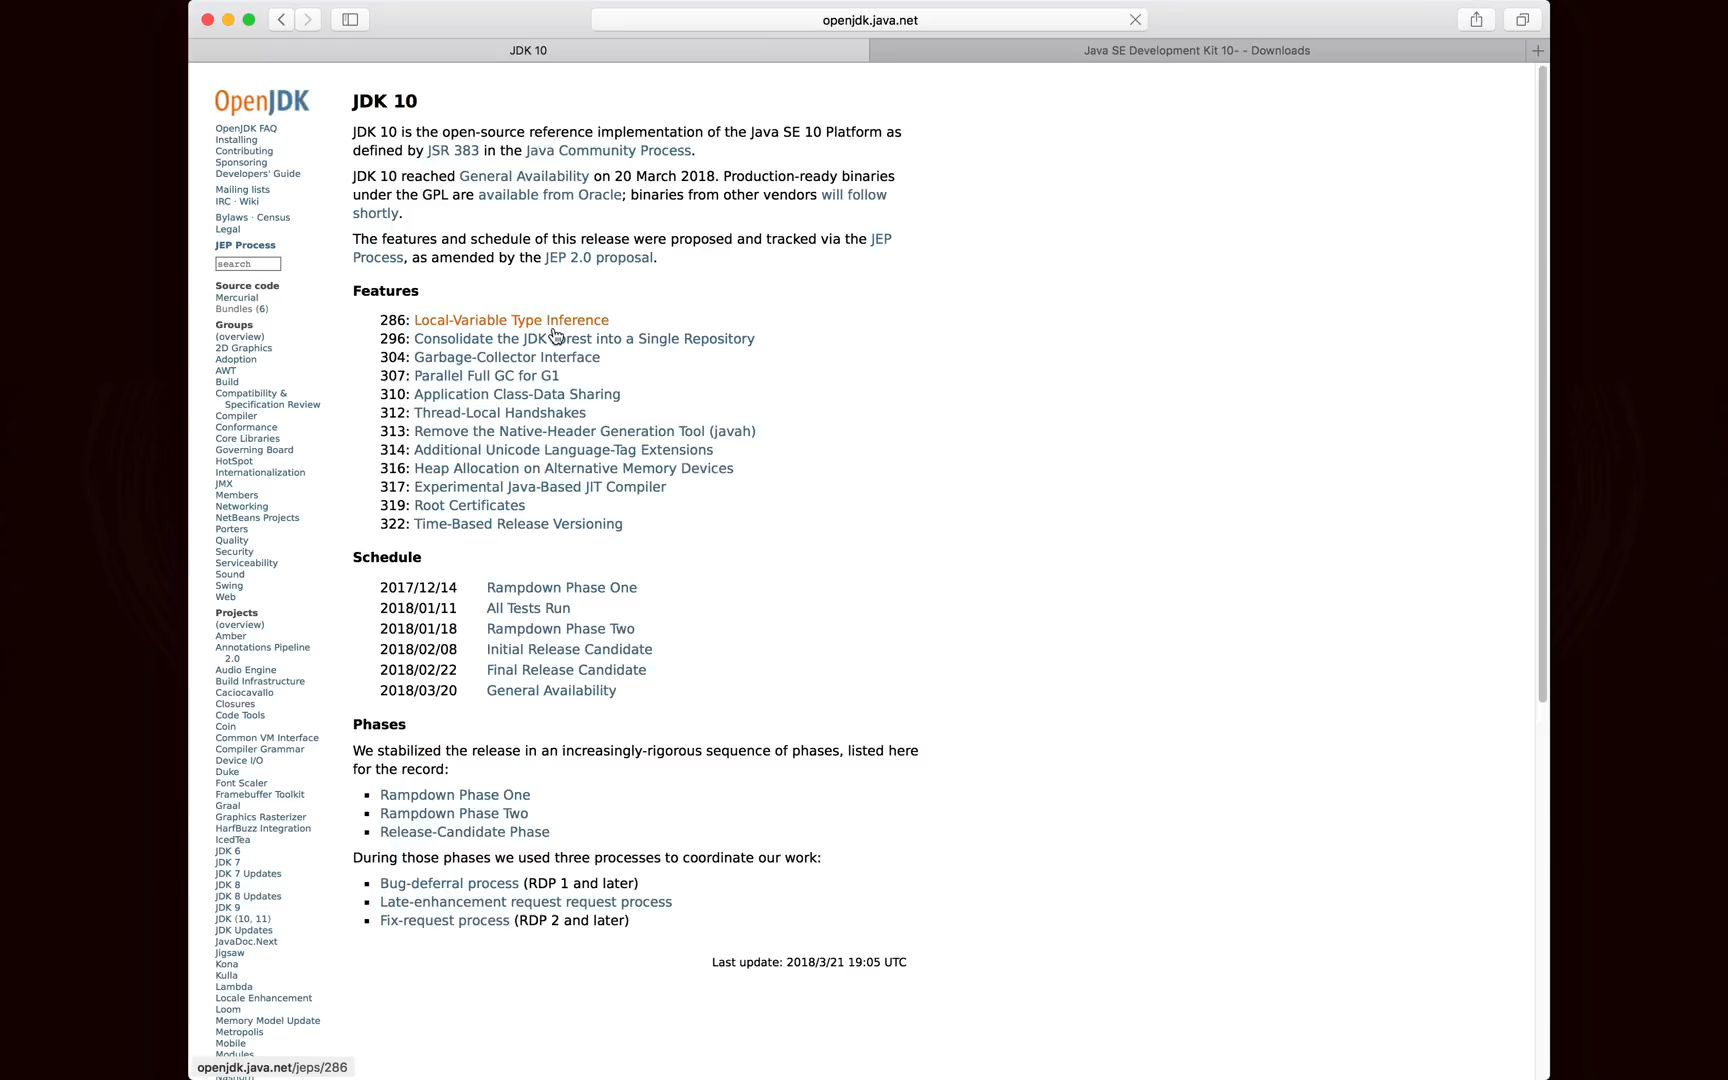 openjdk.java.net
JDK 10
Java SE Development Kit 10- - Downloads
OpenJDK
OpenJDK FAQ
Installing
Contributing
Sponsoring
Developers' Guide
Mailing lists
IRC · Wiki
Bylaws · Census
Legal
JEP Process
search
Source code
Mercurial
Bundles (6)
Groups
(overview)
2D Graphics
Adoption
AWT
Build
Compatibility &
Specification Review
Compiler
Conformance
Core Libraries
Governing Board
HotSpot
Internationalization
JMX
Members
Networking
NetBeans Projects
Porters
Quality
Security
Serviceability
Sound
Swing
Web
Projects
(overview)
Amber
Annotations Pipeline
2.0
Audio Engine
Build Infrastructure
Caciocavallo
Closures
Code Tools
Coin
Common VM Interface
Compiler Grammar
Device I/O
Duke
Font Scaler
Framebuffer Toolkit
Graal
Graphics Rasterizer
HarfBuzz Integration
IcedTea
JDK 6
JDK 7
JDK 7 Updates
JDK 8
JDK 8 Updates
JDK 9
JDK (10, 11)
JDK Updates
JavaDoc.Next
Jigsaw
Kona
Kulla
Lambda
Locale Enhancement
Loom
Memory Model Update
Metropolis
Mobile
Modules
JDK 10
JDK 10 is the open-source reference implementation of the Java SE 10 Platform as
defined by JSR 383 in the Java Community Process.
JDK 10 reached General Availability on 20 March 2018. Production-ready binaries
under the GPL are available from Oracle; binaries from other vendors will follow
shortly.
The features and schedule of this release were proposed and tracked via the JEP
Process, as amended by the JEP 2.0 proposal.
Features
286: Local-Variable Type Inference
296: Consolidate the JDK Forest into a Single Repository
304: Garbage-Collector Interface
307: Parallel Full GC for G1
310: Application Class-Data Sharing
312: Thread-Local Handshakes
313: Remove the Native-Header Generation Tool (javah)
314: Additional Unicode Language-Tag Extensions
316: Heap Allocation on Alternative Memory Devices
317: Experimental Java-Based JIT Compiler
319: Root Certificates
322: Time-Based Release Versioning
Schedule
2017/12/14 Rampdown Phase One
2018/01/11 All Tests Run
2018/01/18 Rampdown Phase Two
2018/02/08 Initial Release Candidate
2018/02/22 Final Release Candidate
2018/03/20 General Availability
Phases
We stabilized the release in an increasingly-rigorous sequence of phases, listed here
for the record:
▪ Rampdown Phase One
▪ Rampdown Phase Two
▪ Release-Candidate Phase
During those phases we used three processes to coordinate our work:
▪ Bug-deferral process (RDP 1 and later)
▪ Late-enhancement request request process
▪ Fix-request process (RDP 2 and later)
Last update: 2018/3/21 19:05 UTC
openjdk.java.net/jeps/286